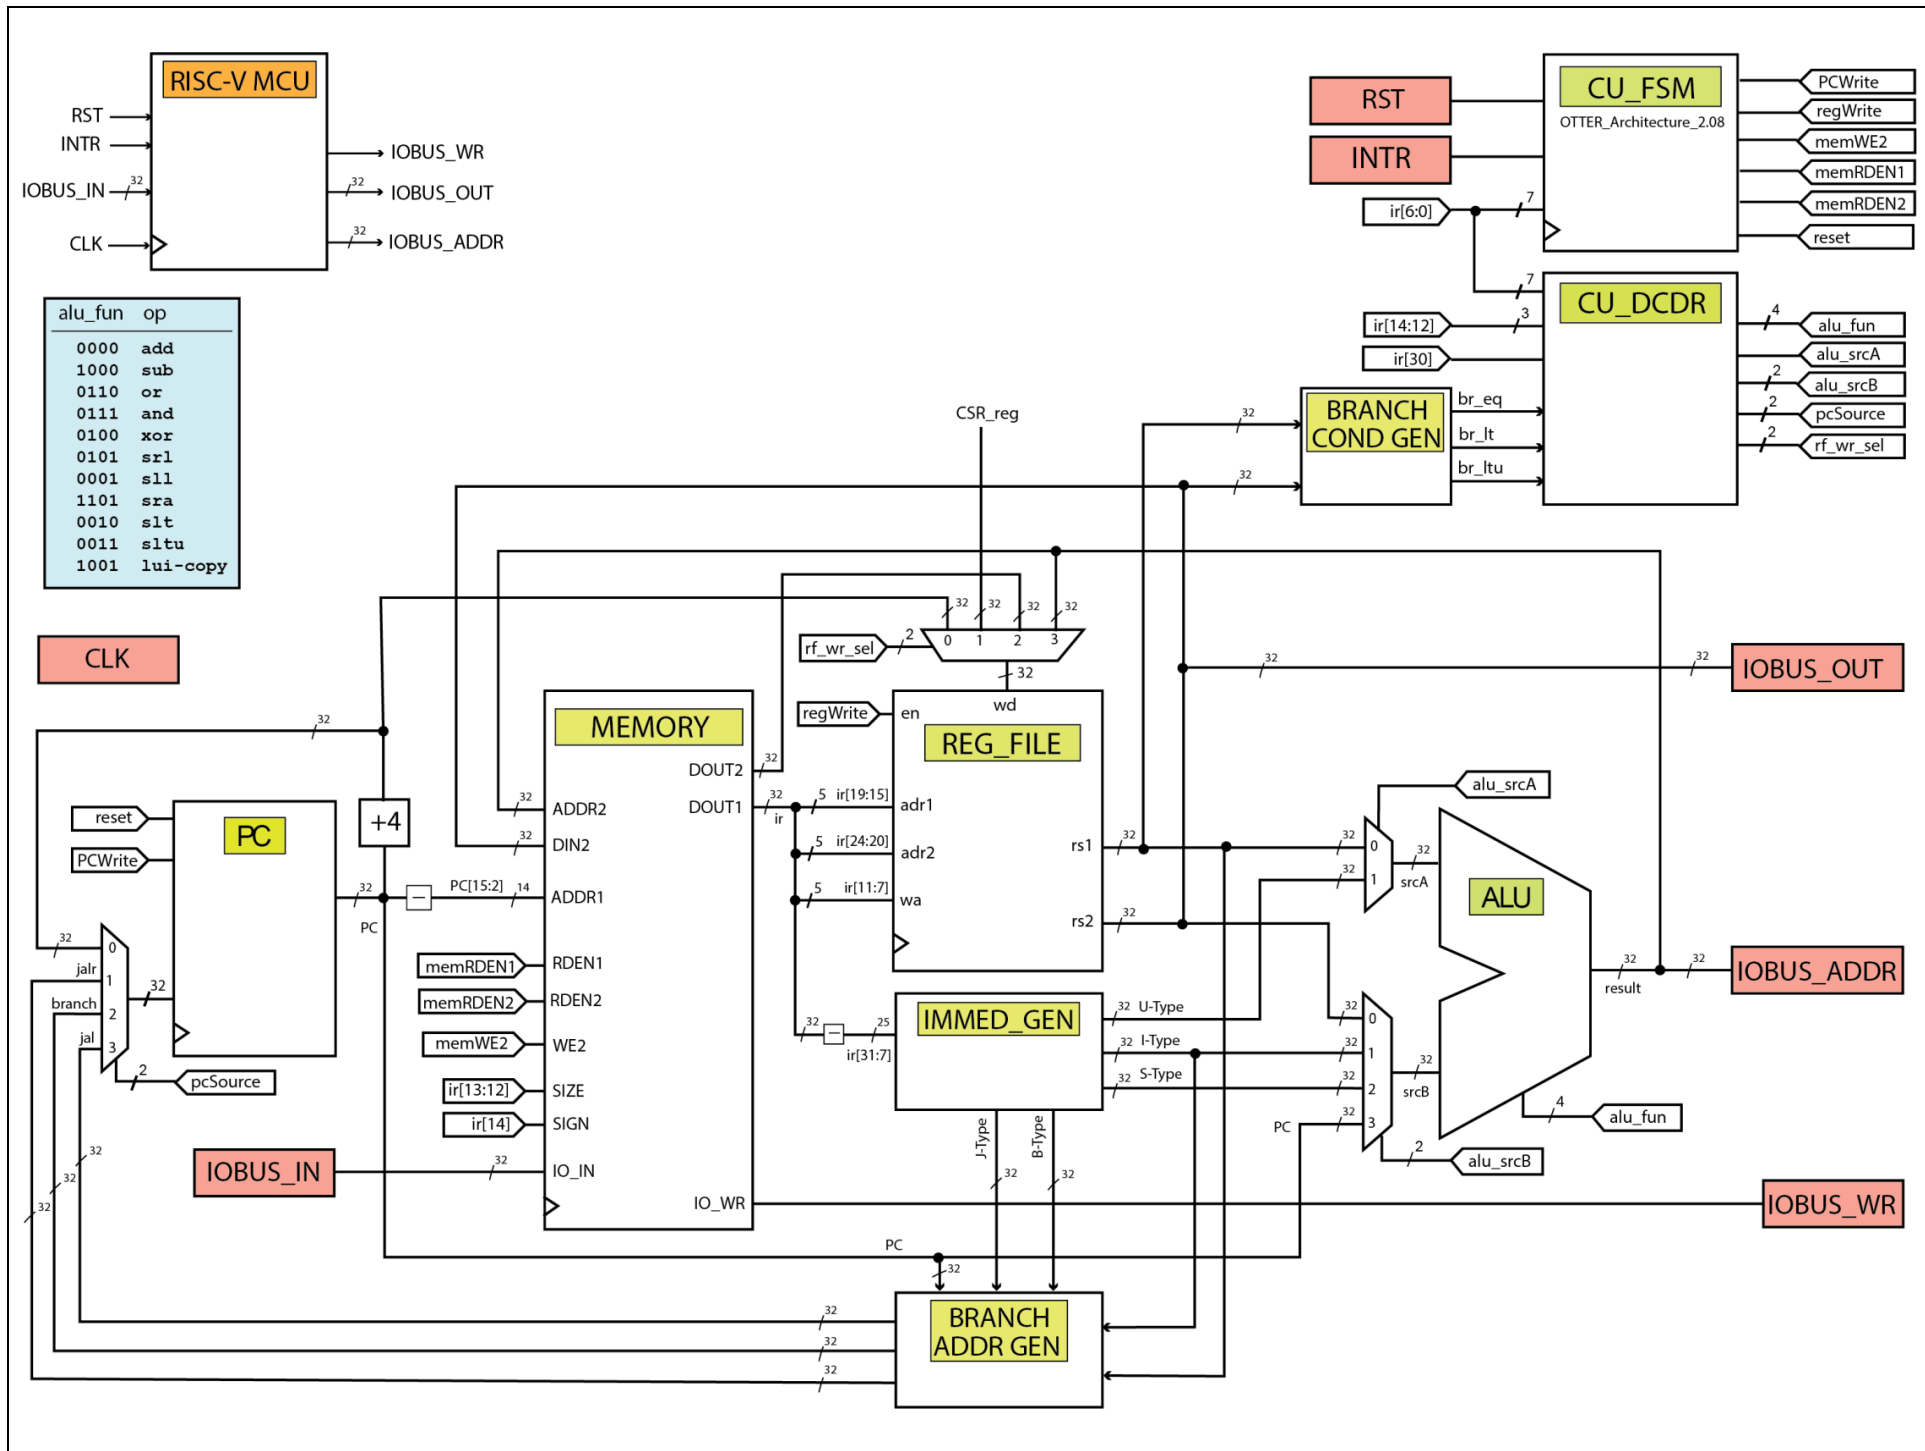 RISC-V MCU
RST
INTR
IOBUS_IN
32
CLK
IOBUS_WR
32
IOBUS_OUT
32
IOBUS_ADDR
RST
INTR
ir[6:0]
7
CU_FSM
OTTER_Architecture_2.08
PCWrite
regWrite
memWE2
memRDEN1
memRDEN2
reset
7
ir[14:12]
3
ir[30]
CU_DCDR
4
alu_fun
alu_srcA
2
alu_srcB
2
pcSource
2
rf_wr_sel
alu_fun op
0000 add
1000 sub
0110 or
0111 and
0100 xor
0101 srl
0001 sll
1101 sra
0010 slt
0011 sltu
1001 lui-copy
CLK
32
32
BRANCH
COND GEN
br_eq
br_lt
br_ltu
CSR_reg
32
32
32
32
rf_wr_sel
2
0
1
2
3
32
32
32
IOBUS_OUT
32
reset
PCWrite
PC
+4
32
PC
PC[15:2]
14
32
0
jalr
1
branch
2
jal
3
32
2
pcSource
32
32
32
MEMORY
DOUT2
32
DOUT1
32
ir
32
ADDR2
32
DIN2
ADDR1
memRDEN1
RDEN1
memRDEN2
RDEN2
memWE2
WE2
ir[13:12]
SIZE
ir[14]
SIGN
IOBUS_IN
32
IO_IN
IO_WR
regWrite
en
wd
REG_FILE
5
ir[19:15]
adr1
5
ir[24:20]
adr2
5
ir[11:7]
wa
rs1
32
rs2
32
32
25
ir[31:7]
IMMED_GEN
32
U-Type
32
I-Type
32
S-Type
J-Type
B-Type
32
32
alu_srcA
32
0
32
1
32
srcA
32
0
32
1
32
2
32
3
PC
32
srcB
2
alu_srcB
ALU
4
alu_fun
32
result
32
IOBUS_ADDR
IOBUS_WR
PC
32
BRANCH
ADDR GEN
32
32
32